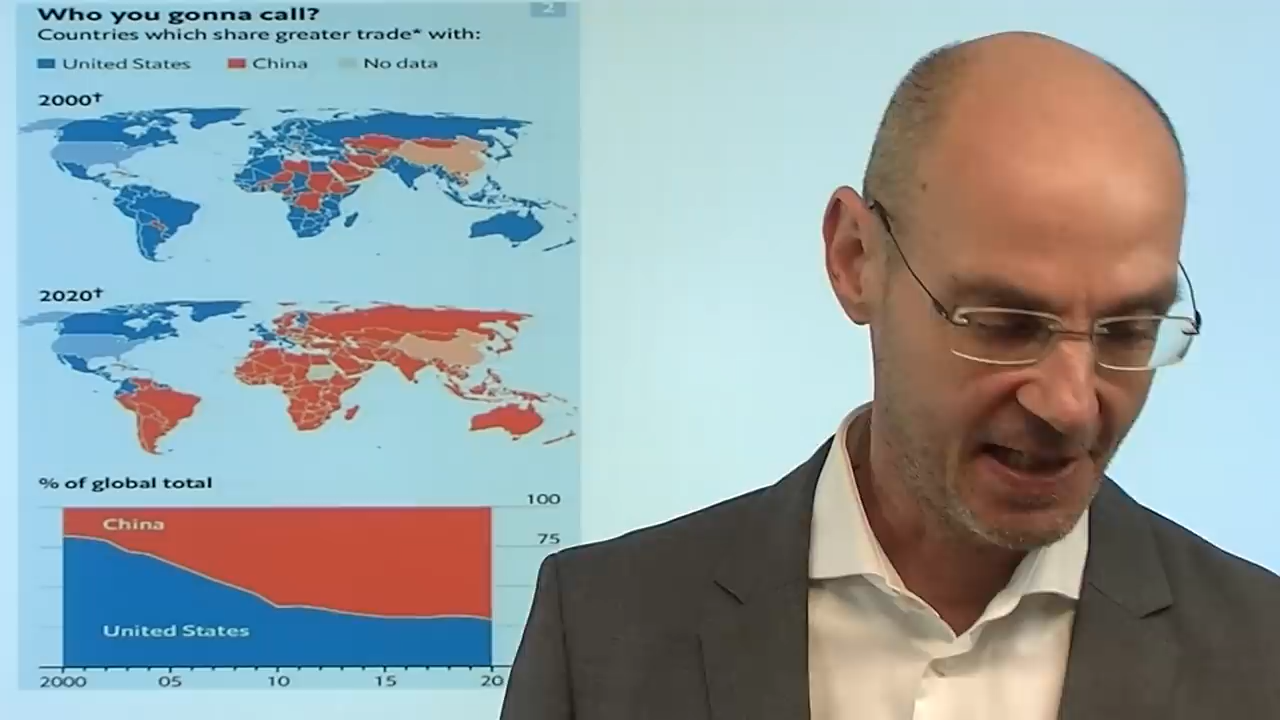 Who you gonna call?
2
Countries which share greater trade* with:
United States China No data
2000†
2020†
% of global total
100
China
75
United States
2000 05 10 15 20